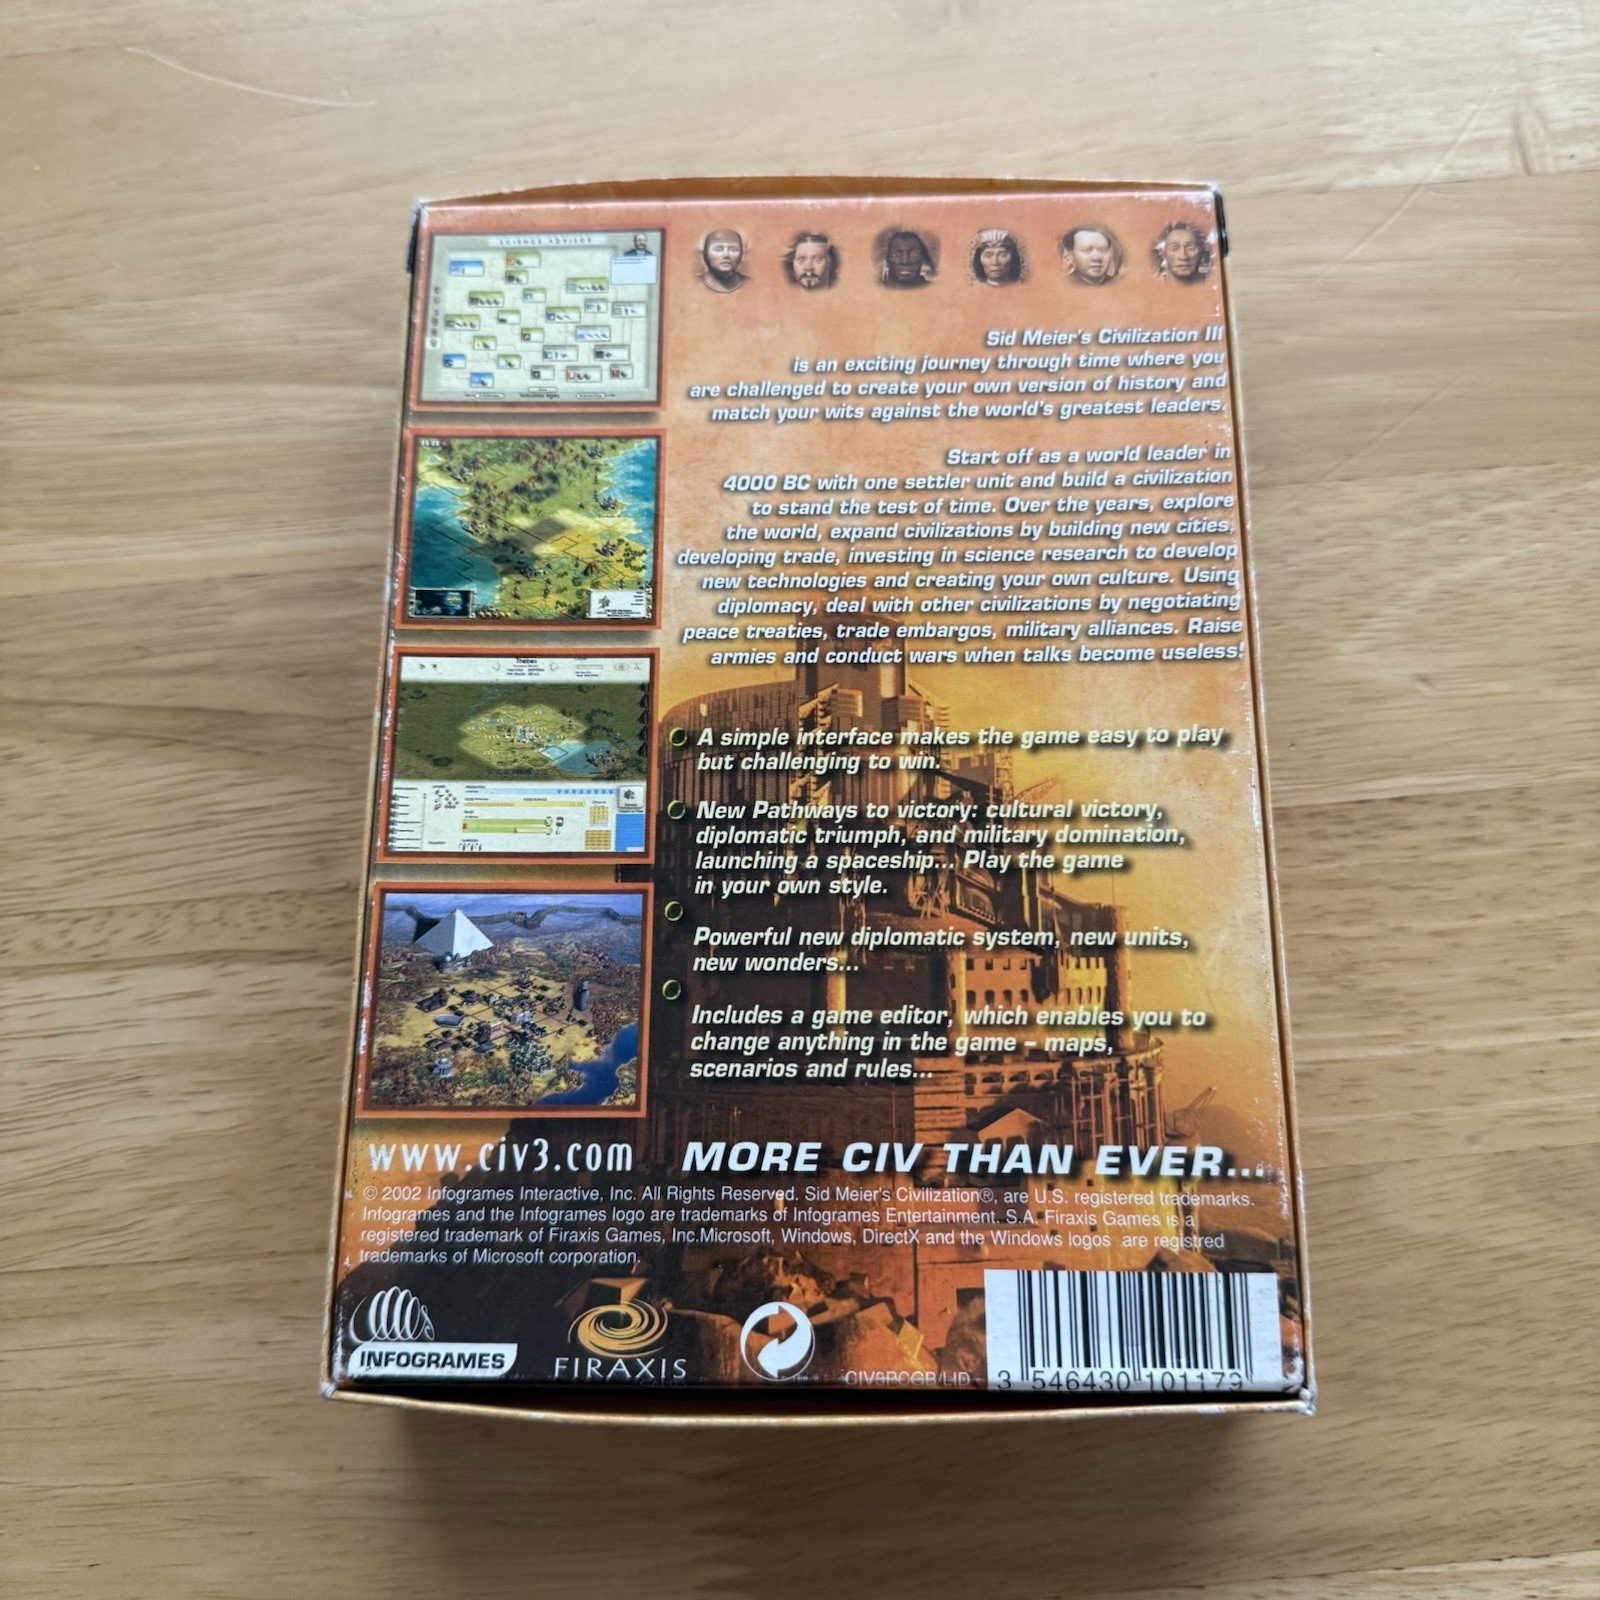 SCIENCE ADVISOR
Sid Meier's Civilization III
is an exciting journey through time where you
are challenged to create your own version of history and
match your wits against the world's greatest leaders.
Start off as a world leader in
4000 BC with one settler unit and build a civilization
to stand the test of time. Over the years, explore
the world, expand civilizations by building new cities,
developing trade, investing in science research to develop
new technologies and creating your own culture. Using
diplomacy, deal with other civilizations by negotiating
peace treaties, trade embargos, military alliances. Raise
armies and conduct wars when talks become useless!
Thebes
A simple interface makes the game easy to play
but challenging to win.
New Pathways to victory: cultural victory,
diplomatic triumph, and military domination,
launching a spaceship... Play the game
in your own style.
Powerful new diplomatic system, new units,
new wonders...
Includes a game editor, which enables you to
change anything in the game – maps,
scenarios and rules...
www.civ3.com
MORE CIV THAN EVER...
© 2002 Infogrames Interactive, Inc. All Rights Reserved. Sid Meier's Civilization®, are U.S. registered trademarks.
Infogrames and the Infogrames logo are trademarks of Infogrames Entertainment. S.A. Firaxis Games is a
registered trademark of Firaxis Games, Inc.Microsoft, Windows, DirectX and the Windows logos are registred
trademarks of Microsoft corporation.
INFOGRAMES
FIRAXIS
3 546430 101179